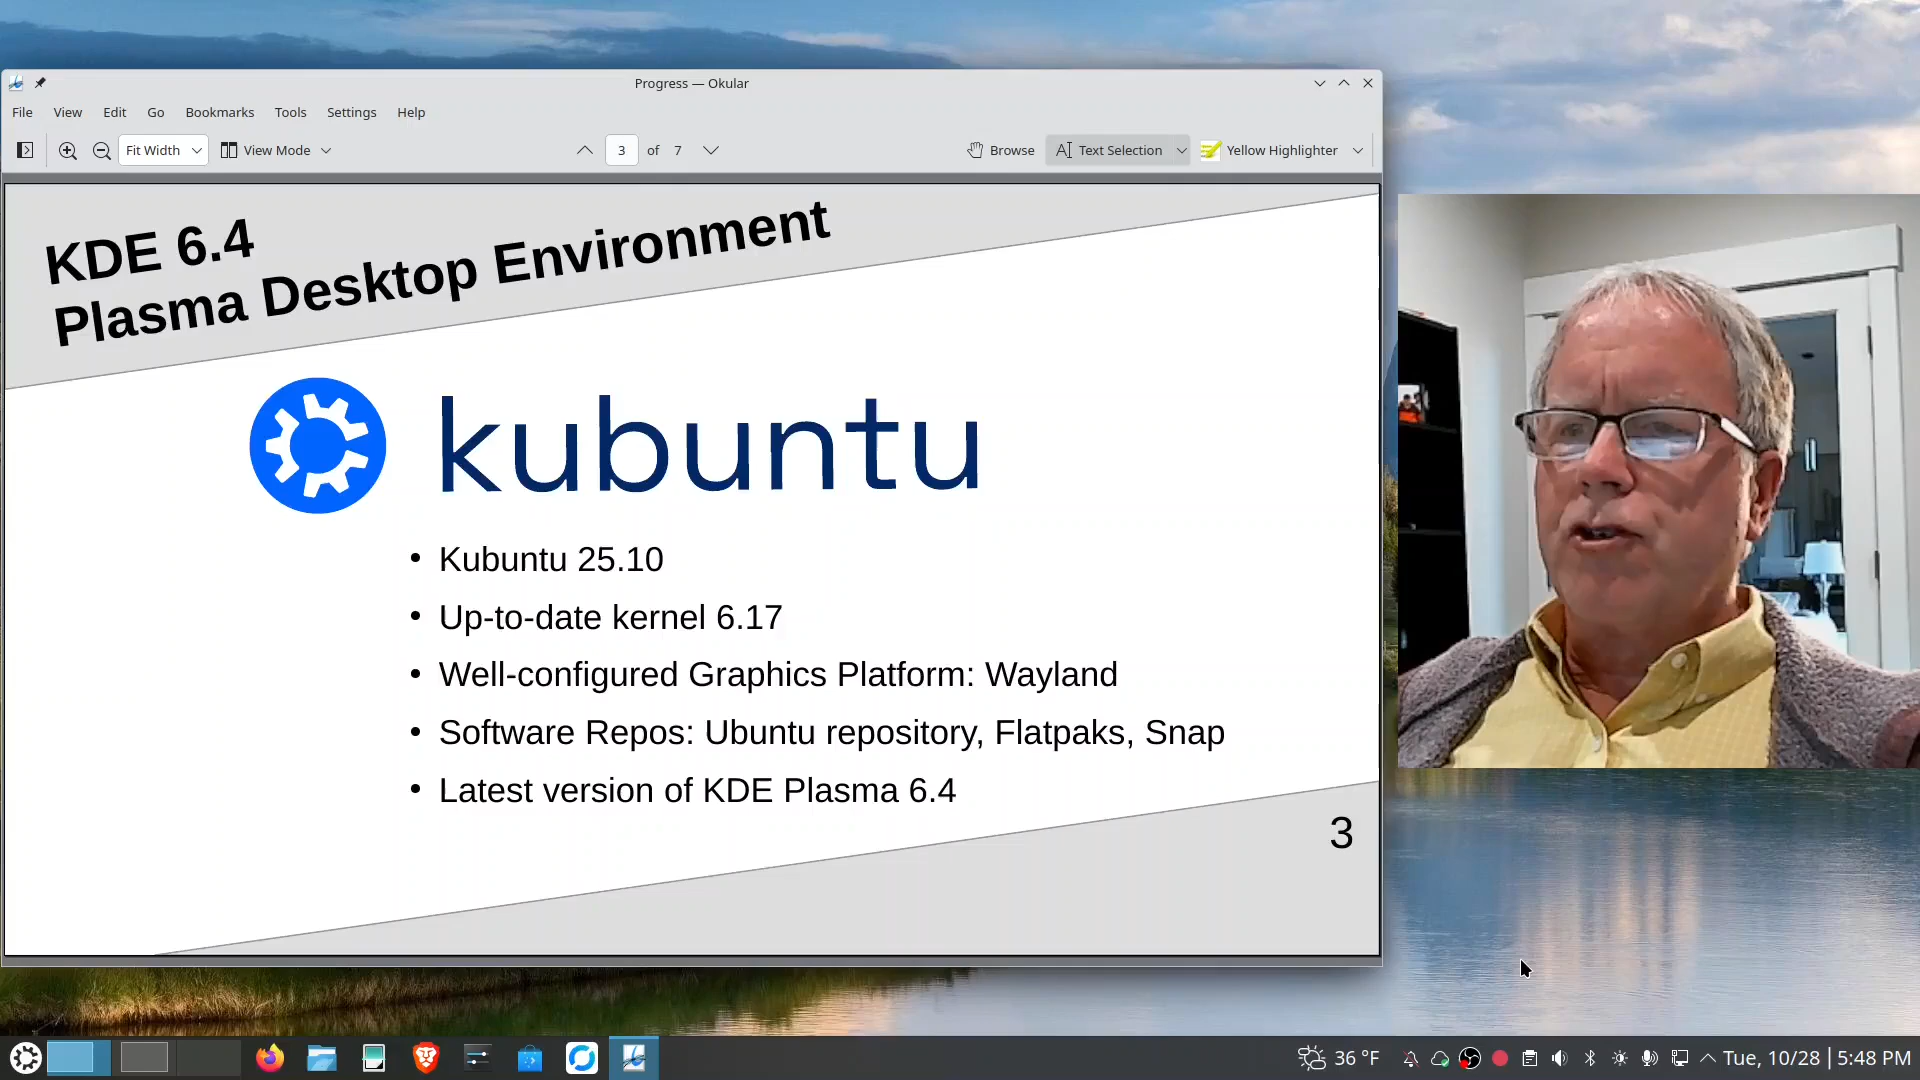 Progress — Okular
File View Edit Go Bookmarks Tools Settings Help
Fit Width View Mode 3 of 7 Browse Text Selection Yellow Highlighter
KDE 6.4
Plasma Desktop Environment
kubuntu
• Kubuntu 25.10
• Up-to-date kernel 6.17
• Well-configured Graphics Platform: Wayland
• Software Repos: Ubuntu repository, Flatpaks, Snap
• Latest version of KDE Plasma 6.4
3
36 °F Tue, 10/28 5:48 PM